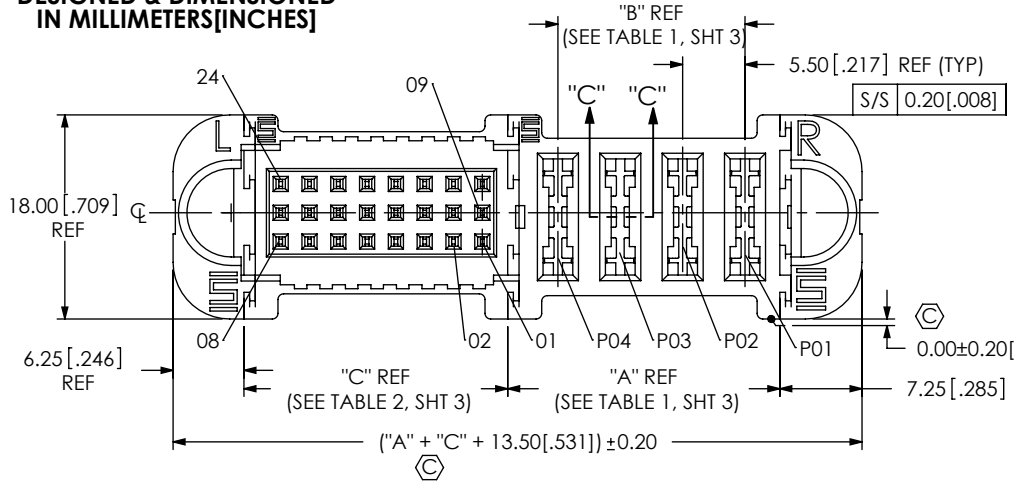 DESIGNED & DIMENSIONED
IN MILLIMETERS[INCHES]
"B" REF
(SEE TABLE 1, SHT 3)
5.50 [.217] REF (TYP)
S/S 0.20[.008]
24
09
"C" "C"
L
R
18.00 [.709]
REF
CL
08
02
01
P04
P03
P02
P01
C
0.00±0.20[
6.25 [.246]
REF
"C" REF
(SEE TABLE 2, SHT 3)
"A" REF
(SEE TABLE 1, SHT 3)
7.25 [.285]
("A" + "C" + 13.50[.531]) ±0.20
C